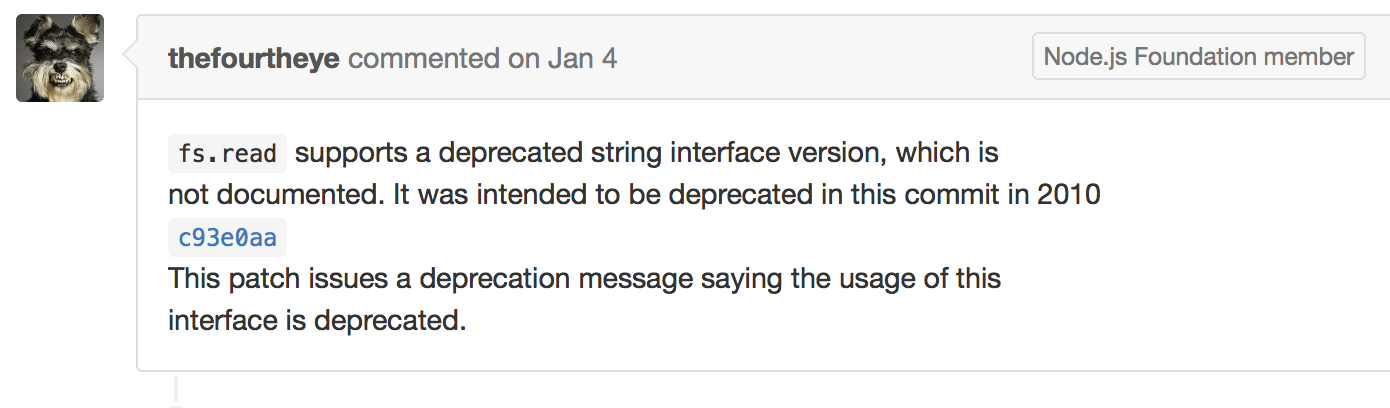 thefourtheye commented on Jan 4
Node.js Foundation member
fs.read supports a deprecated string interface version, which is
not documented. It was intended to be deprecated in this commit in 2010
c93e0aa
This patch issues a deprecation message saying the usage of this
interface is deprecated.